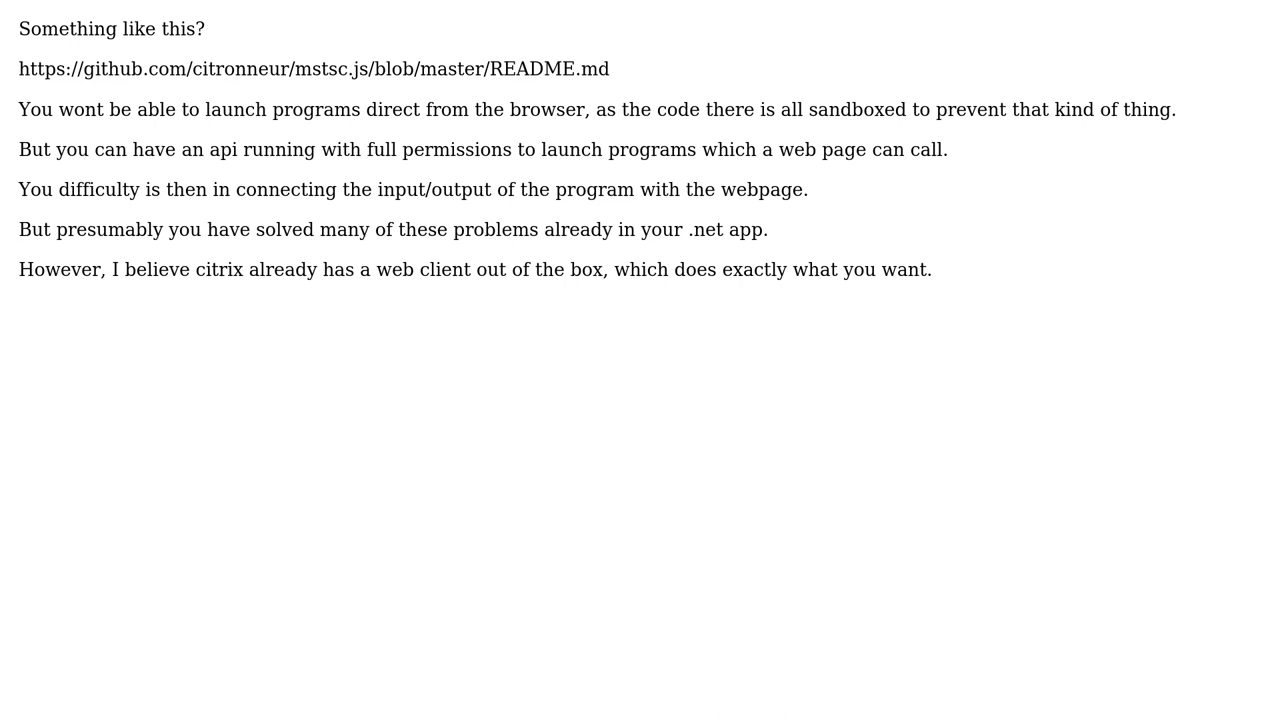 Something like this?
https://github.com/citronneur/mstsc.js/blob/master/README.md
You wont be able to launch programs direct from the browser, as the code there is all sandboxed to prevent that kind of thing.
But you can have an api running with full permissions to launch programs which a web page can call.
You difficulty is then in connecting the input/output of the program with the webpage.
But presumably you have solved many of these problems already in your .net app.
However, I believe citrix already has a web client out of the box, which does exactly what you want.